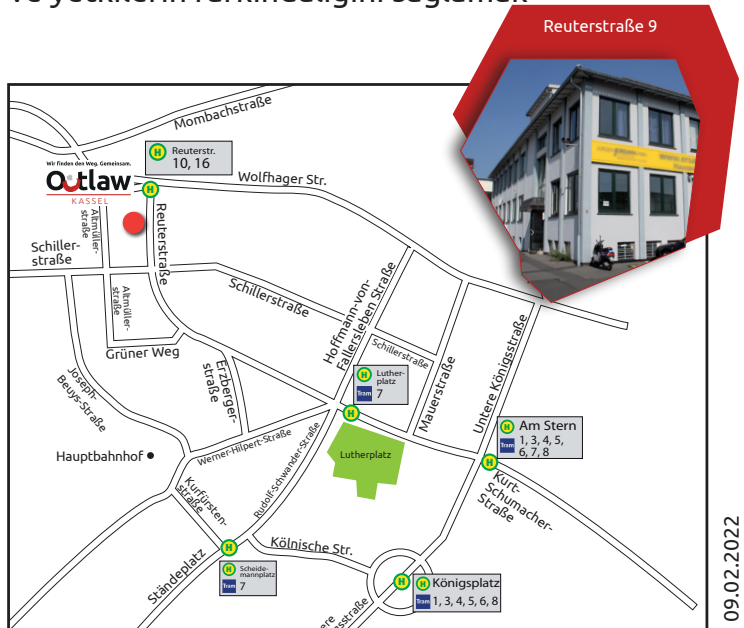 Reuterstraße 9
Mombachstraße
Reuterstr.
10, 16
Wir finden den Weg. Gemeinsam.
Outlaw
KASSEL
Wolfhager Str.
Altmüller-
straße
Reuterstraße
Schiller-
straße
Schillerstraße
Hoffmann-von-
Fallersleben Straße
Altmüller-
straße
Grüner Weg
Erzberger-
straße
Schillerstraße
Mauerstraße
Untere Königsstraße
H Luther-
platz
Tram 7
Joseph-
Beuys-Straße
H Am Stern
Tram 1, 3, 4, 5,
6, 7, 8
Werner-Hilpert-Straße
Hauptbahnhof
Rudolf-Schwander-Straße
Lutherplatz
Kurfürsten-
straße
Kurt-
Schumacher-
Straße
Kölnische Str.
Ständeplatz
H Scheide-
mannplatz
Tram 7
H Königsplatz
Tram 1, 3, 4, 5, 6, 8
09.02.2022